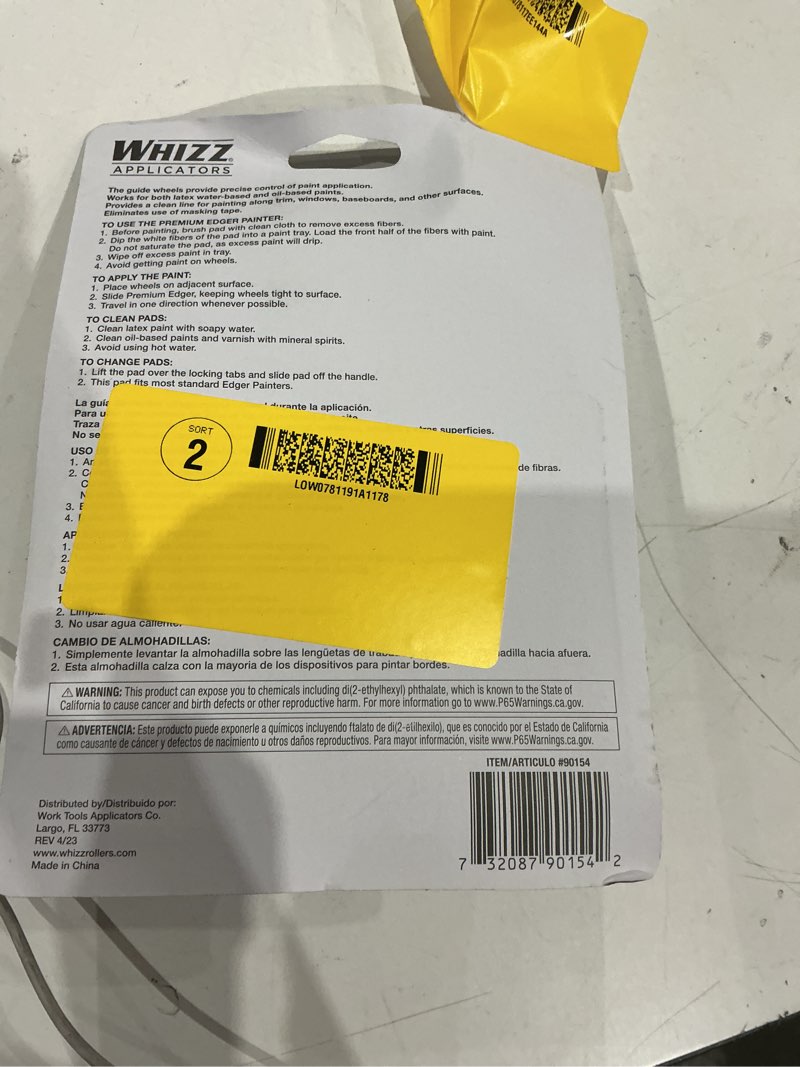 WHIZZ
APPLICATORS
The guide wheels provide precise control of paint application.
Works for both latex water-based and oil-based paints.
Provides a clean line for painting along trim, windows, baseboards, and other surfaces.
Eliminates use of masking tape.
TO USE THE PREMIUM EDGER PAINTER:
1. Before painting, brush pad with clean cloth to remove excess fibers.
2. Dip the white fibers of the pad into a paint tray. Load the front half of the fibers with paint.
Do not saturate the pad, as excess paint will drip.
3. Wipe off excess paint in tray.
4. Avoid getting paint on wheels.
TO APPLY THE PAINT:
1. Place wheels on adjacent surface.
2. Slide Premium Edger, keeping wheels tight to surface.
3. Travel in one direction whenever possible.
TO CLEAN PADS:
1. Clean latex paint with soapy water.
2. Clean oil-based paints and varnish with mineral spirits.
3. Avoid using hot water.
TO CHANGE PADS:
1. Lift the pad over the locking tabs and slide pad off the handle.
2. This pad fits most standard Edger Painters.
La durante la aplicación.
Para
Traza superficies.
No se
USO
1.
2. de fibras.
3.
4.
1.
2.
3.
SORT
2
LOW0781191A1178
2.
3. No usar agua caliente.
CAMBIO DE ALMOHADILLAS:
1. Simplemente levantar la almohadilla sobre las lengüetas de hacia afuera.
2. Esta almohadilla calza con la mayoria de los dispositivos para pintar bordes.
⚠ WARNING: This product can expose you to chemicals including di(2-ethylhexyl) phthalate, which is known to the State of
California to cause cancer and birth defects or other reproductive harm. For more information go to www.P65Warnings.ca.gov.
⚠ ADVERTENCIA: Este producto puede exponerle a químicos incluyendo ftalato de di(2-etilhexilo), que es conocido por el Estado de California
como causante de cáncer y defectos de nacimiento u otros daños reproductivos. Para mayor información, visite www.P65Warnings.ca.gov.
ITEM/ARTICULO #90154
7 32087 90154 2
Distributed by/Distribuido por:
Work Tools Applicators Co.
Largo, FL 33773
REV 4/23
www.whizzrollers.com
Made in China